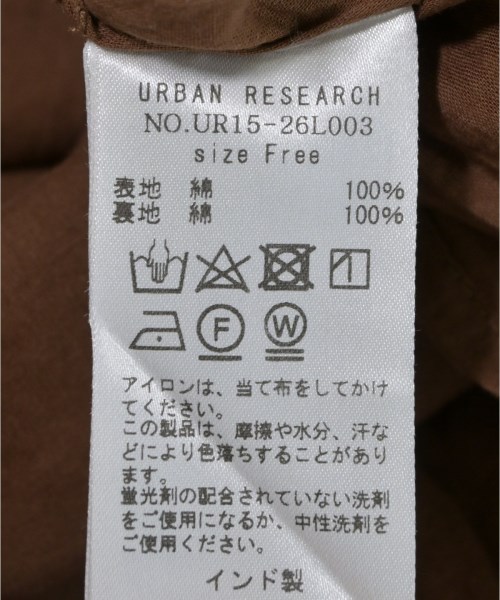 URBAN RESEARCH
NO.UR15-26L003
size Free
表地 綿 100%
裏地 綿 100%
F W
アイロンは、当て布をしてかけ
てください。
この製品は、摩擦や水分、汗な
どにより色落ちすることがあり
ます。
蛍光剤の配合されていない洗剤
をご使用になるか、中性洗剤を
ご使用ください。
インド製